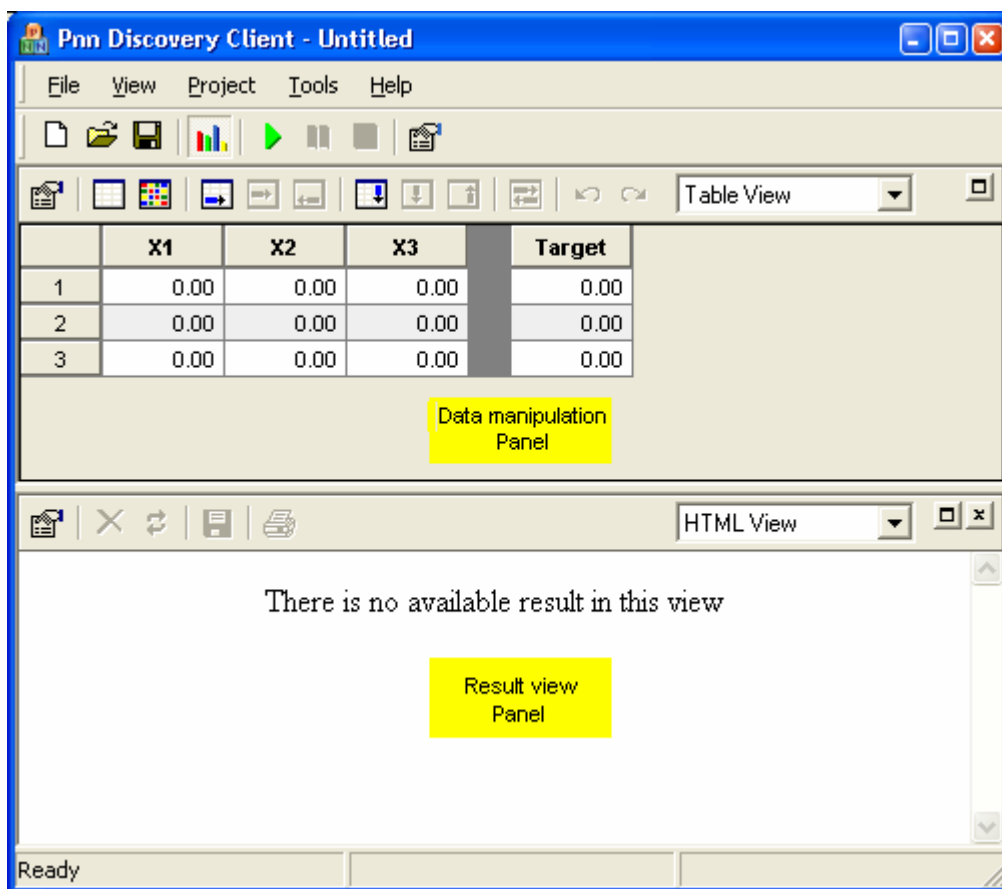 Pnn Discovery Client - Untitled
File View Project Tools Help
Table View
X1 X2 X3 Target
1 0.00 0.00 0.00 0.00
2 0.00 0.00 0.00 0.00
3 0.00 0.00 0.00 0.00
Data manipulation
Panel
HTML View
There is no available result in this view
Result view
Panel
Ready